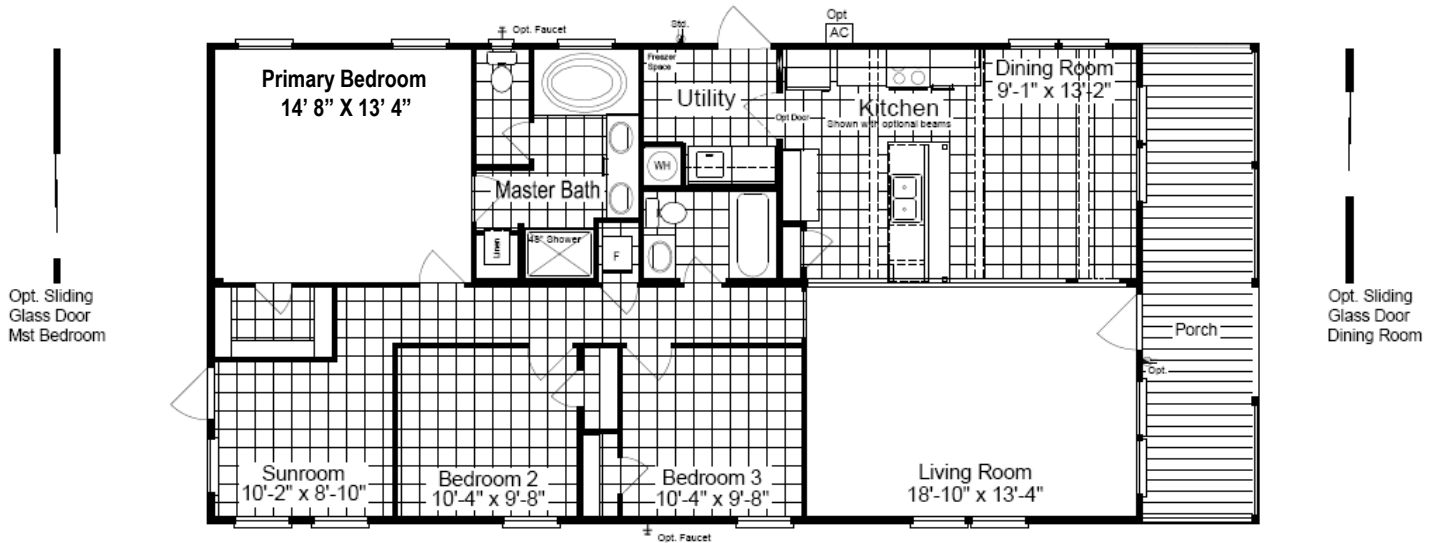 Opt. Faucet
Std.
Opt
AC
Primary Bedroom
14' 8” X 13' 4”
Freezer
Space
Utility
Opt Door
Kitchen
Shown with optional beams
Dining Room
9'-1" x 13'-2"
WH
Master Bath
48" Shower
Linen
F
Opt. Sliding
Glass Door
Mst Bedroom
Opt. Sliding
Glass Door
Dining Room
Porch
Opt.
Sunroom
10'-2" x 8'-10"
Bedroom 2
10'-4" x 9'-8"
Bedroom 3
10'-4" x 9'-8"
Living Room
18'-10" x 13'-4"
Opt. Faucet